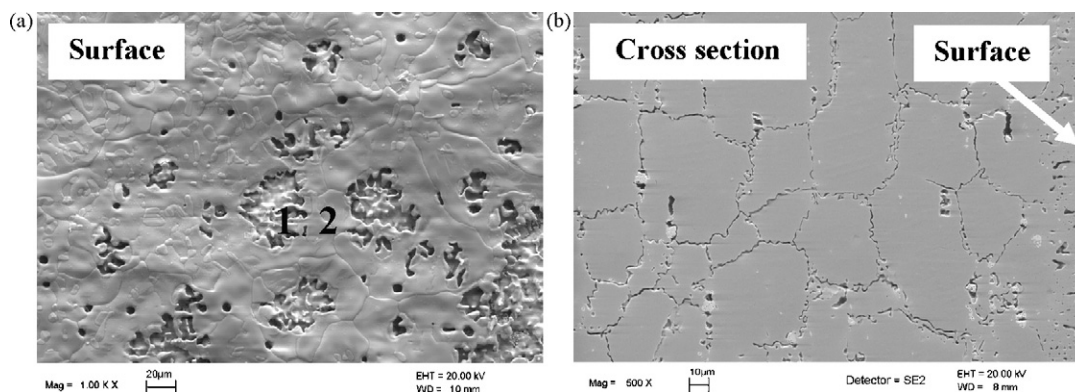 (a)
Surface
1 2
20µm
Mag = 1.00 K X
EHT = 20.00 kV
WD = 10 mm
(b)
Cross section
Surface
10µm
Mag = 500 X
Detector = SE2
EHT = 20.00 kV
WD = 8 mm